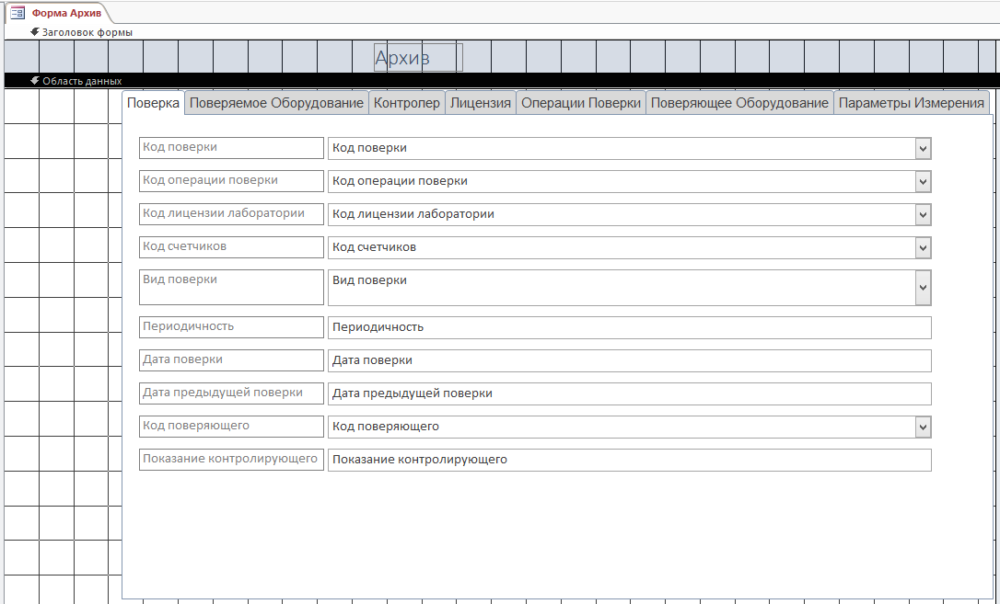 Форма Архив
Заголовок формы
Архив
Область данных
Поверка Поверяемое Оборудование Контролер Лицензия Операции Поверки Поверяющее Оборудование Параметры Измерения
Код поверки Код поверки
Код операции поверки Код операции поверки
Код лицензии лаборатории Код лицензии лаборатории
Код счетчиков Код счетчиков
Вид поверки Вид поверки
Периодичность Периодичность
Дата поверки Дата поверки
Дата предыдущей поверки Дата предыдущей поверки
Код поверяющего Код поверяющего
Показание контролирующего Показание контролирующего